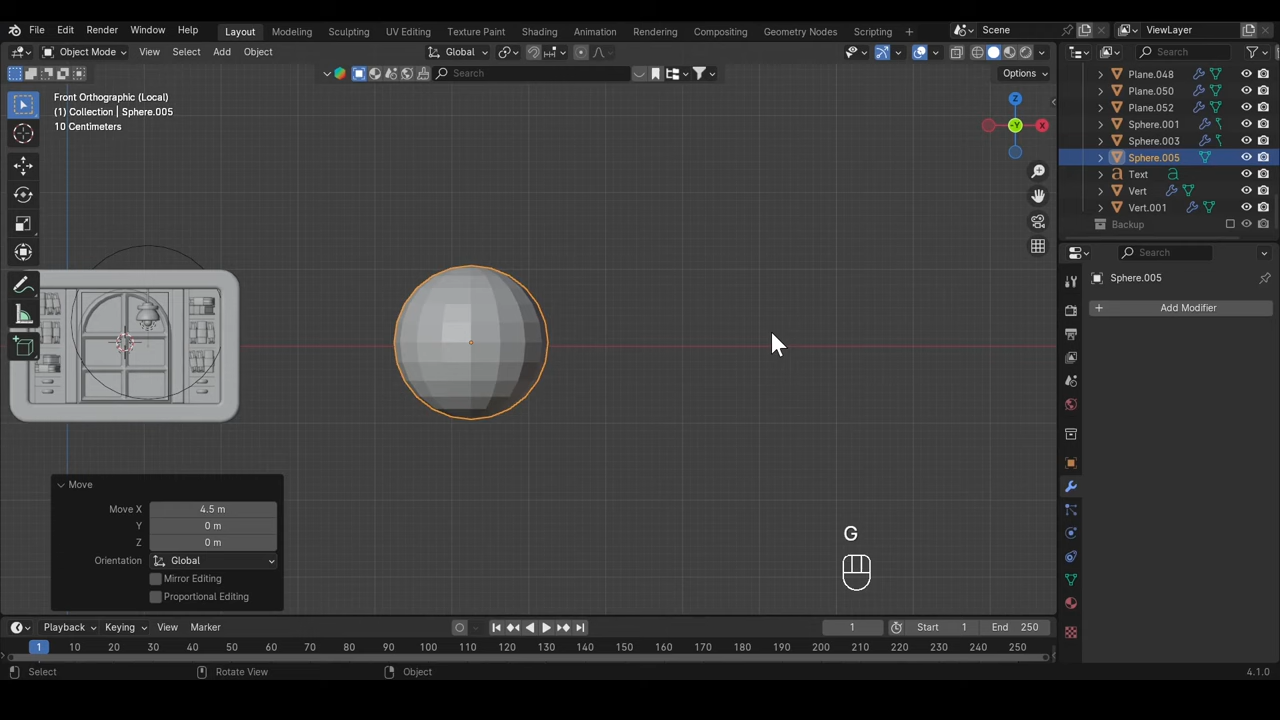 File Edit Render Window Help Layout Modeling Sculpting UV Editing Texture Paint Shading Animation Rendering Compositing Geometry Nodes Scripting + Scene ViewLayer
Object Mode View Select Add Object Global Search
Search Options
Front Orthographic (Local)
(1) Collection | Sphere.005
10 Centimeters
Z
-Y
X
Plane.048
Plane.050
Plane.052
Sphere.001
Sphere.003
Sphere.005
Text
Vert
Vert.001
Backup
Search
Sphere.005
+ Add Modifier
Move
Move X 4.5 m
Y 0 m
Z 0 m
Orientation Global
Mirror Editing
Proportional Editing
G
Playback Keying View Marker 1 Start 1 End 250
1 10 20 30 40 50 60 70 80 90 100 110 120 130 140 150 160 170 180 190 200 210 220 230 240 250
Select Rotate View Object 4.1.0